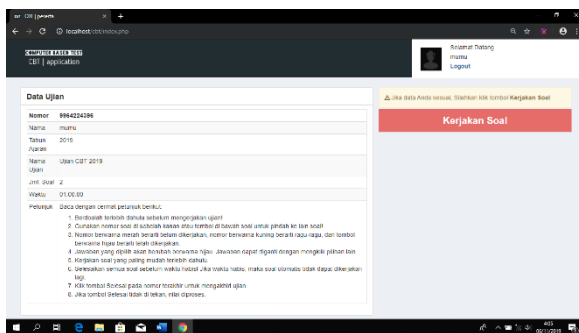 CBT | peserta
localhost/cbt/index.php
COMPUTER BASED TEST
CBT | application
Selamat Datang
mumu
Logout
Data Ujian
Nomor 9964224396
Nama mumu
Tahun Ajaran 2019
Nama Ujian Ujian CBT 2019
Jml. Soal 2
Waktu 01:00:00
Petunjuk Baca dengan cermat petunjuk berikut:
1. Berdoalah terlebih dahulu sebelum mengerjakan ujian!
2. Gunakan nomor soal di sebelah kanan atau tombol di bawah soal untuk pindah ke lain soal!
3. Nomor berwarna merah berarti belum dikerjakan, nomor berwarna kuning berarti ragu-ragu, dan tombol
berwarna hijau berarti telah dikerjakan.
4. Jawaban yang dipilih akan berubah berwarna hijau. Jawaban dapat diganti dengan mengklik pilihan lain.
5. Kerjakan soal yang paling mudah terlebih dahulu.
6. Selesaikan semua soal sebelum waktu habis! Jika waktu habis, maka soal otomatis tidak dapat dikerjakan
lagi.
7. Klik tombol Selesai pada nomor terakhir untuk mengakhiri ujian.
8. Jika tombol Selesai tidak di tekan, nilai diproses.
Jika data Anda sesuai, Silahkan klik tombol Kerjakan Soal
Kerjakan Soal
4:05